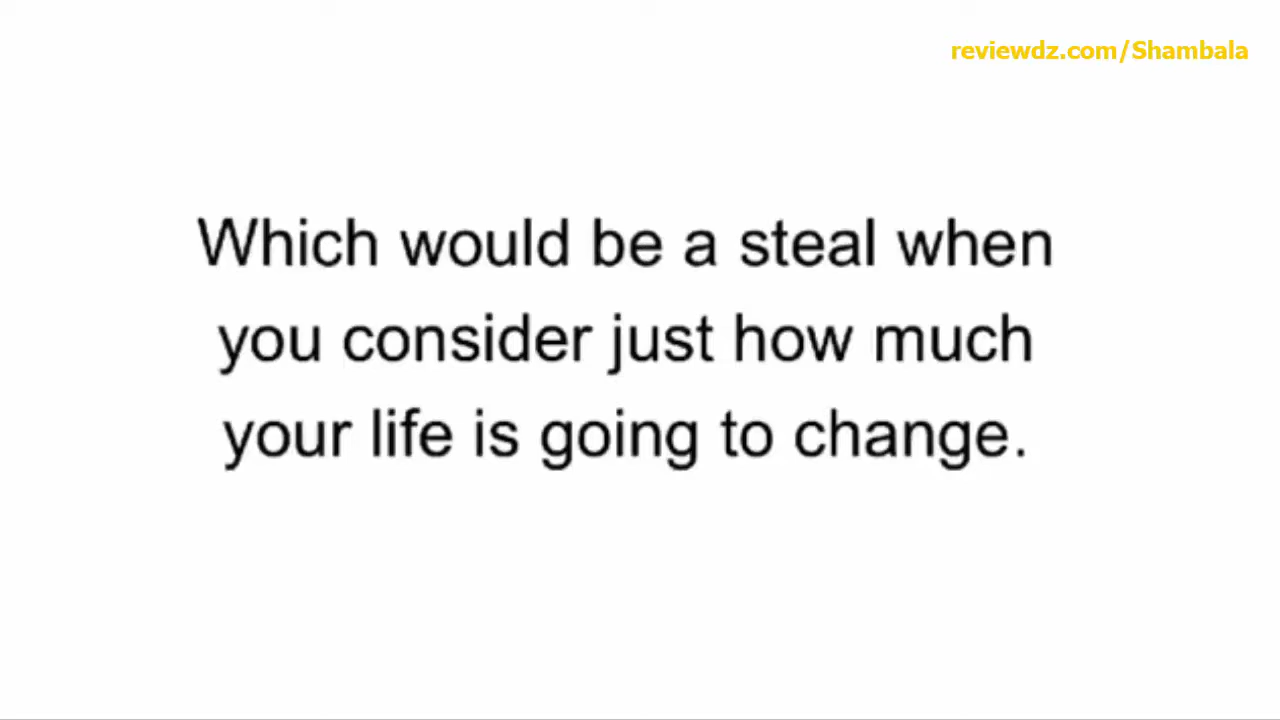 reviewdz.com/Shambala
Which would be a steal when
you consider just how much
your life is going to change.